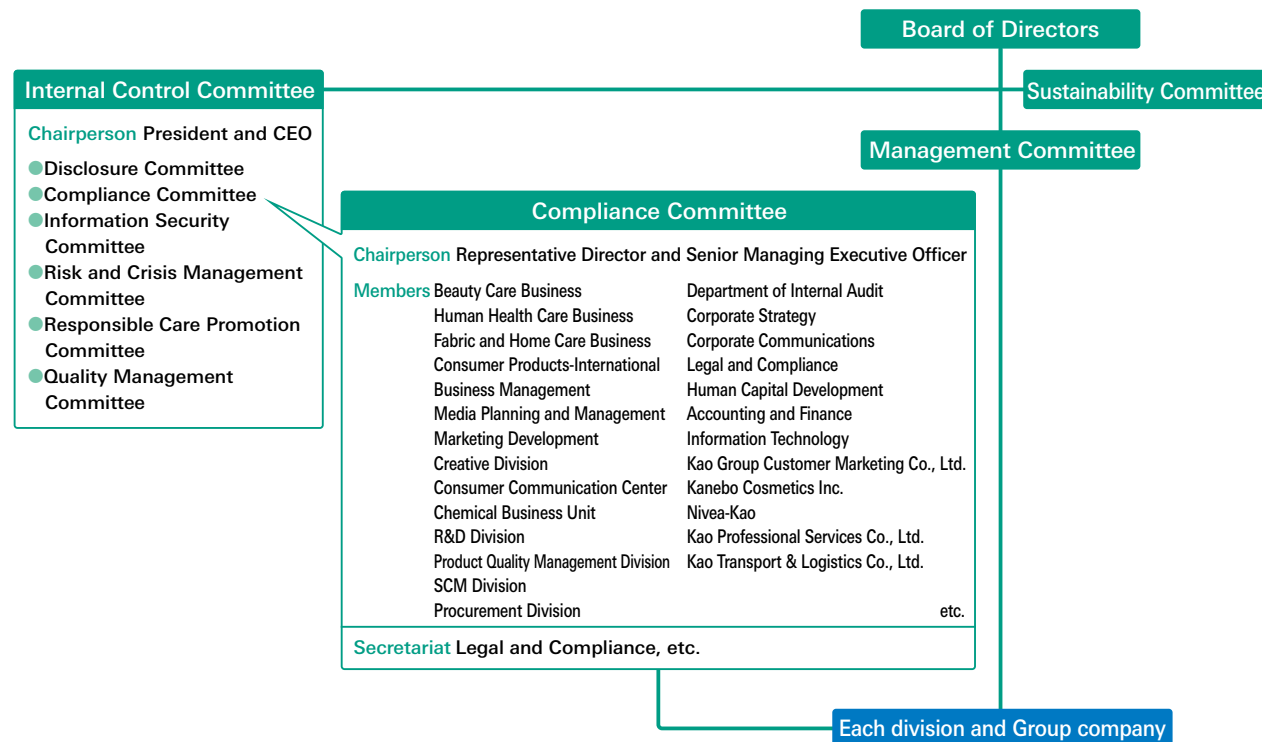 Board of Directors
Internal Control Committee
Sustainability Committee
Chairperson President and CEO
●Disclosure Committee
●Compliance Committee
●Information Security
Committee
●Risk and Crisis Management
Committee
●Responsible Care Promotion
Committee
●Quality Management
Committee
Management Committee
Compliance Committee
Chairperson Representative Director and Senior Managing Executive Officer
Members Beauty Care Business
Human Health Care Business
Fabric and Home Care Business
Consumer Products-International
Business Management
Media Planning and Management
Marketing Development
Creative Division
Consumer Communication Center
Chemical Business Unit
R&D Division
Product Quality Management Division
SCM Division
Procurement Division
Department of Internal Audit
Corporate Strategy
Corporate Communications
Legal and Compliance
Human Capital Development
Accounting and Finance
Information Technology
Kao Group Customer Marketing Co., Ltd.
Kanebo Cosmetics Inc.
Nivea-Kao
Kao Professional Services Co., Ltd.
Kao Transport & Logistics Co., Ltd.
etc.
Secretariat Legal and Compliance, etc.
Each division and Group company